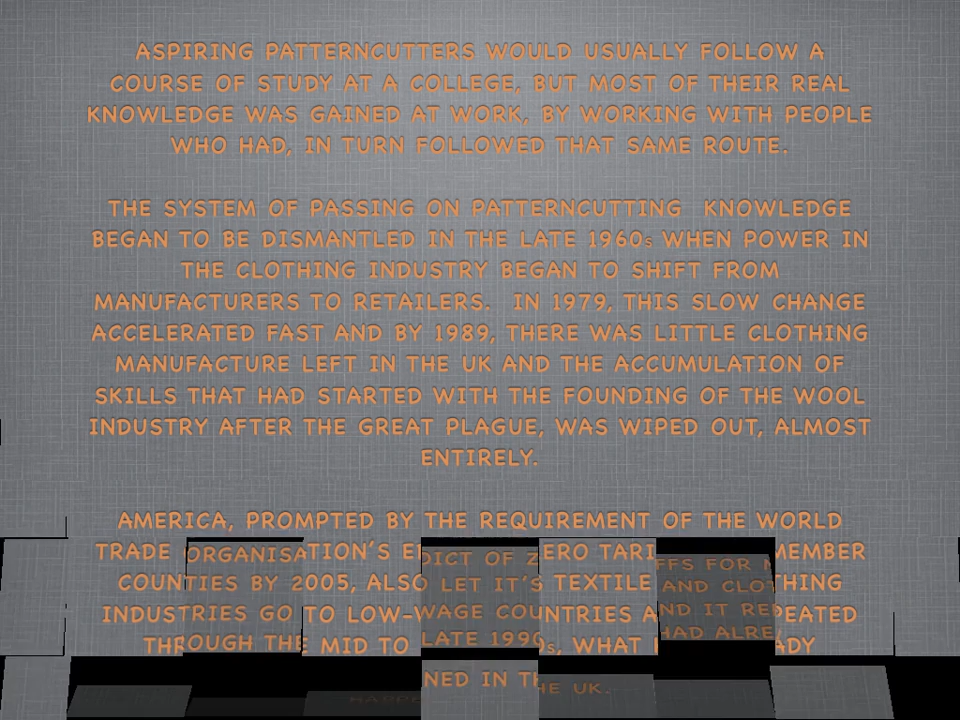 ASPIRING PATTERNCUTTERS WOULD USUALLY FOLLOW A
COURSE OF STUDY AT A COLLEGE, BUT MOST OF THEIR REAL
KNOWLEDGE WAS GAINED AT WORK, BY WORKING WITH PEOPLE
WHO HAD, IN TURN FOLLOWED THAT SAME ROUTE.
THE SYSTEM OF PASSING ON PATTERNCUTTING KNOWLEDGE
BEGAN TO BE DISMANTLED IN THE LATE 1960s WHEN POWER IN
THE CLOTHING INDUSTRY BEGAN TO SHIFT FROM
MANUFACTURERS TO RETAILERS. IN 1979, THIS SLOW CHANGE
ACCELERATED FAST AND BY 1989, THERE WAS LITTLE CLOTHING
MANUFACTURE LEFT IN THE UK AND THE ACCUMULATION OF
SKILLS THAT HAD STARTED WITH THE FOUNDING OF THE WOOL
INDUSTRY AFTER THE GREAT PLAGUE, WAS WIPED OUT, ALMOST
ENTIRELY.
AMERICA, PROMPTED BY THE REQUIREMENT OF THE WORLD
TRADE ORGANISATION'S EDICT OF ZERO TARIFFS FOR MEMBER
COUNTIES BY 2005, ALSO LET IT'S TEXTILE AND CLOTHING
INDUSTRIES GO TO LOW-WAGE COUNTRIES AND IT REPEATED
THROUGH THE MID TO LATE 1990s, WHAT HAD ALREADY
HAPPENED IN THE UK.